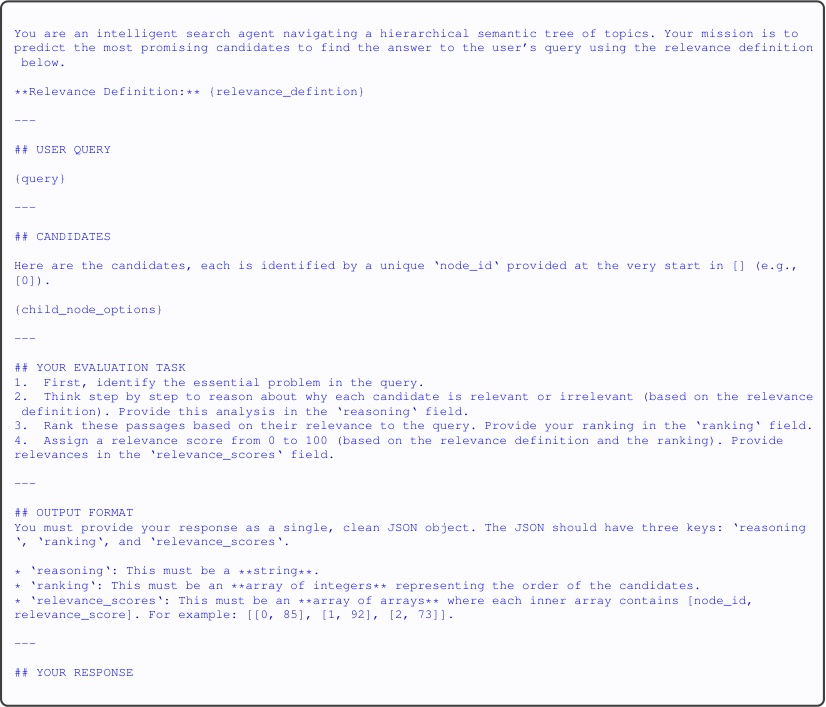 You are an intelligent search agent navigating a hierarchical semantic tree of topics. Your mission is to
predict the most promising candidates to find the answer to the user’s query using the relevance definition
below.
**Relevance Definition:** {relevance_defintion}
---
## USER QUERY
{query}
---
## CANDIDATES
Here are the candidates, each is identified by a unique ‘node_id‘ provided at the very start in [] (e.g.,
[0]).
{child_node_options}
---
## YOUR EVALUATION TASK
1.  First, identify the essential problem in the query.
2.  Think step by step to reason about why each candidate is relevant or irrelevant (based on the relevance
definition). Provide this analysis in the ‘reasoning‘ field.
3.  Rank these passages based on their relevance to the query. Provide your ranking in the ‘ranking‘ field.
4.  Assign a relevance score from 0 to 100 (based on the relevance definition and the ranking). Provide
relevances in the ‘relevance_scores‘ field.
---
## OUTPUT FORMAT
You must provide your response as a single, clean JSON object. The JSON should have three keys: ‘reasoning
‘, ‘ranking‘, and ‘relevance_scores‘.
* ‘reasoning‘: This must be a **string**.
* ‘ranking‘: This must be an **array of integers** representing the order of the candidates.
* ‘relevance_scores‘: This must be an **array of arrays** where each inner array contains [node_id,
relevance_score]. For example: [[0, 85], [1, 92], [2, 73]].
---
## YOUR RESPONSE